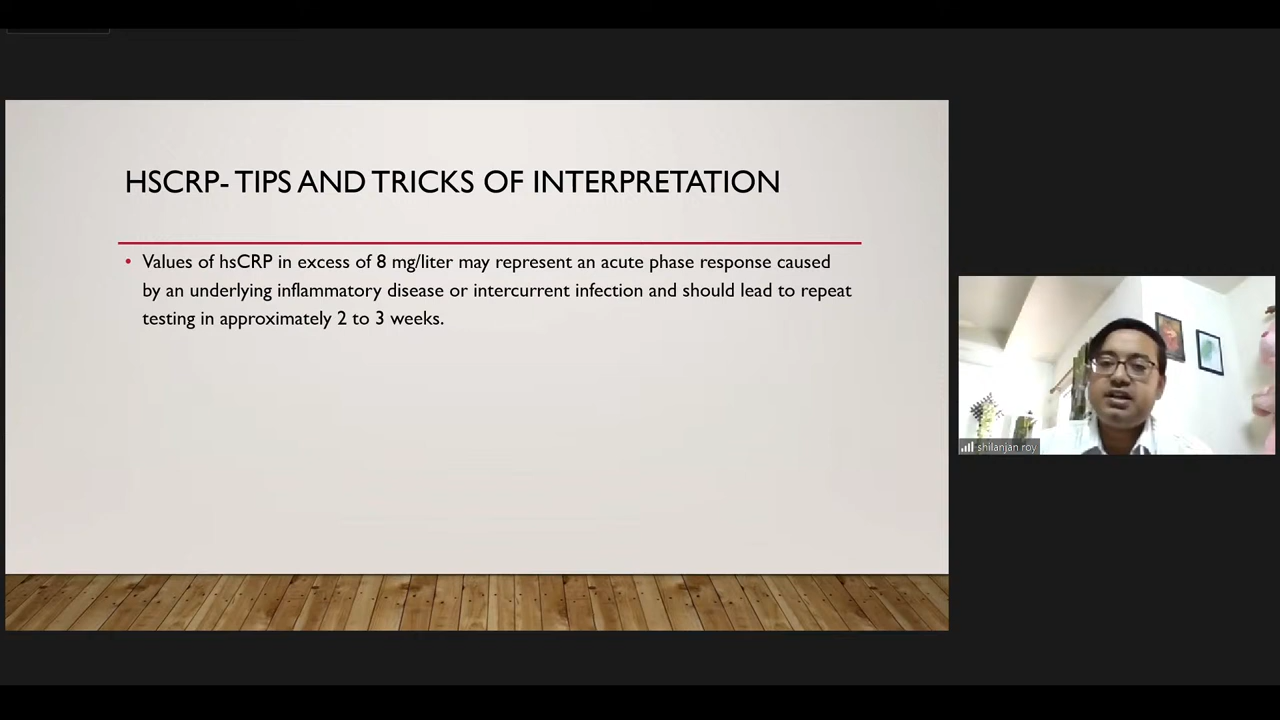 HSCRP- TIPS AND TRICKS OF INTERPRETATION
• Values of hsCRP in excess of 8 mg/liter may represent an acute phase response caused
by an underlying inflammatory disease or intercurrent infection and should lead to repeat
testing in approximately 2 to 3 weeks.
shilanjan roy